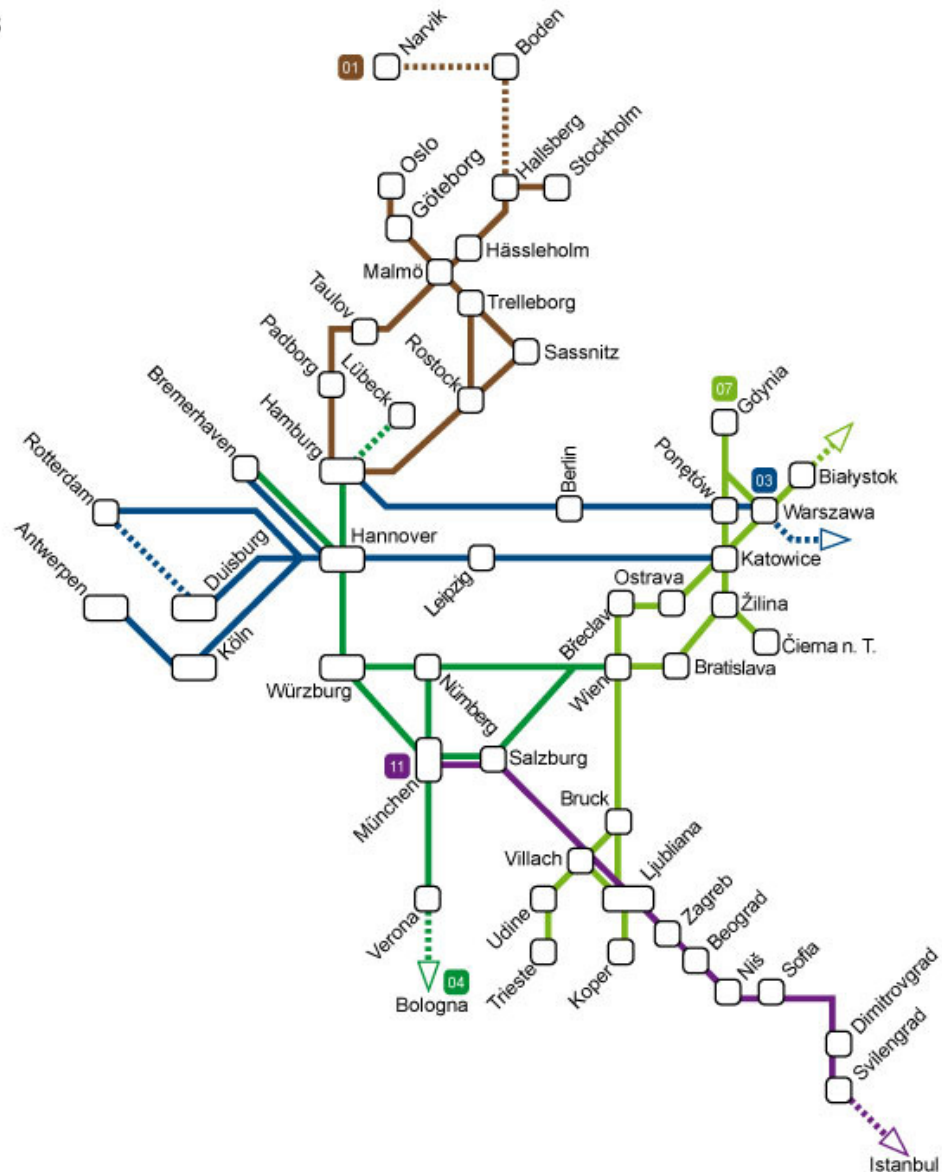 Narvik
Boden
01
Oslo
Göteborg
Hallsberg
Stockholm
Hässleholm
Malmö
Taulov
Trelleborg
Padborg
Lübeck
Rostock
Sassnitz
Bremerhaven
Hamburg
07
Gdynia
Rotterdam
Berlin
Ponętów
03
Białystok
Warszawa
Antwerpen
Duisburg
Hannover
Katowice
Köln
Leipzig
Ostrava
Žilina
Břeclav
Čierna n. T.
Würzburg
Nürnberg
Wien
Bratislava
11
Salzburg
München
Bruck
Villach
Ljubliana
Verona
Udine
Zagreb
Beograd
Trieste
Koper
Niš
Sofia
04
Bologna
Dimitrovgrad
Svilengrad
Istanbul